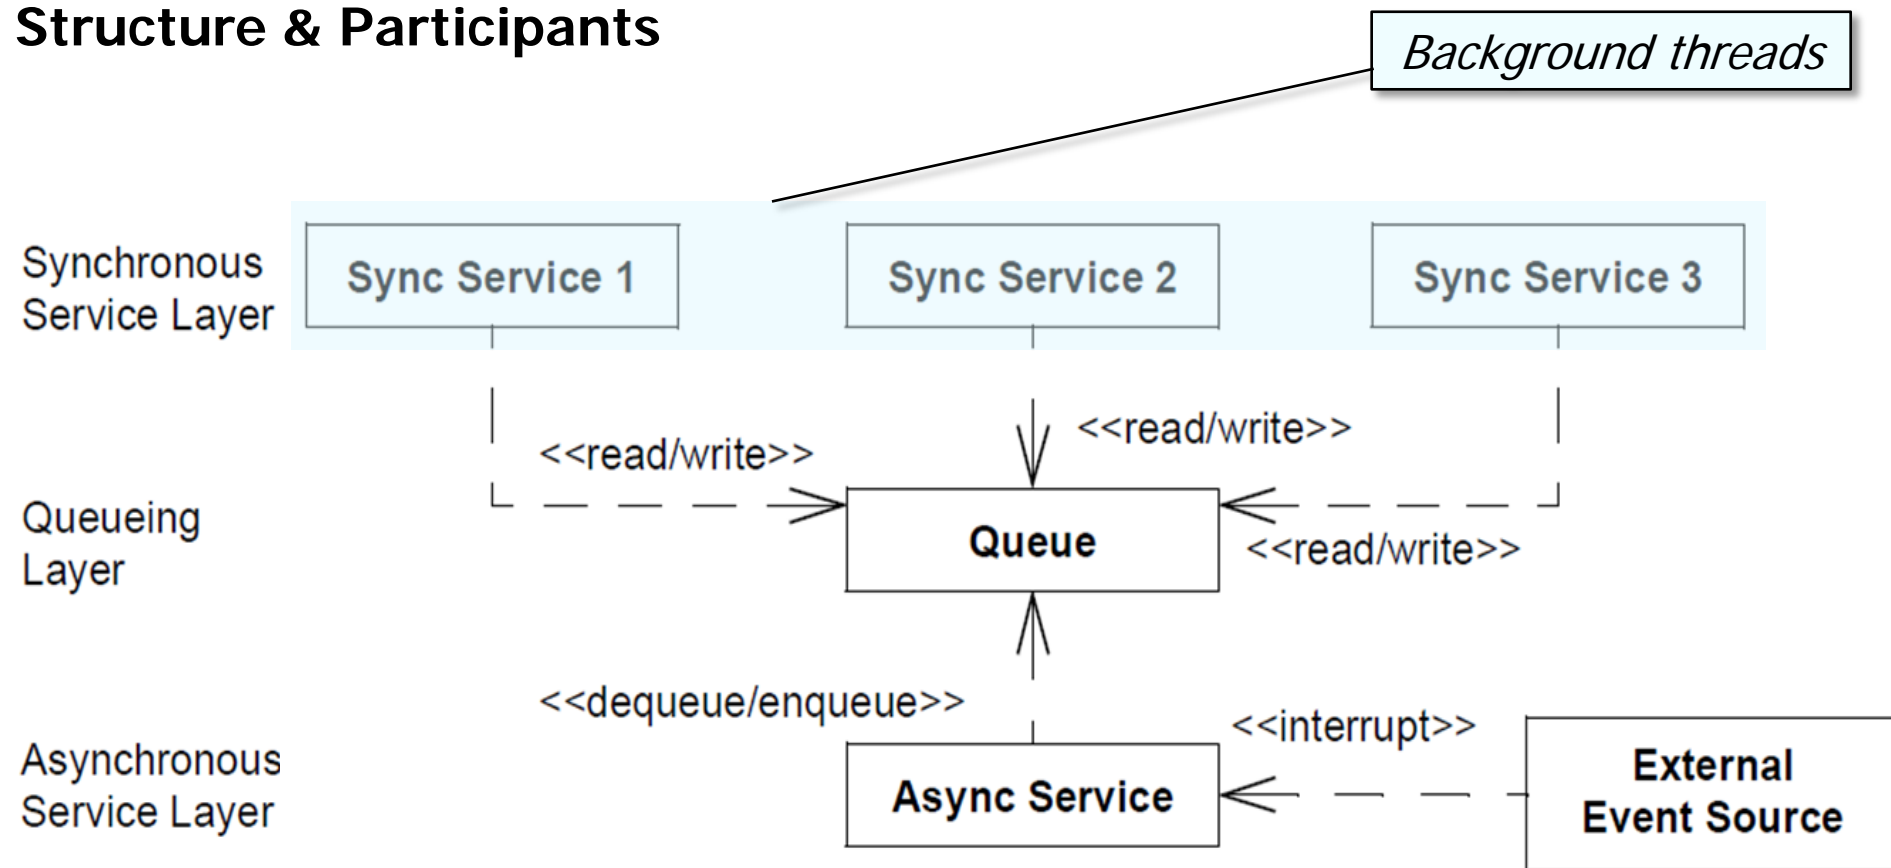 Structure & Participants
Background threads
Synchronous
Service Layer
Sync Service 1
Sync Service 2
Sync Service 3
<<read/write>>
<<read/write>>
Queueing
Layer
Queue
<<read/write>>
<<dequeue/enqueue>>
<<interrupt>>
Asynchronous
Service Layer
Async Service
External
Event Source